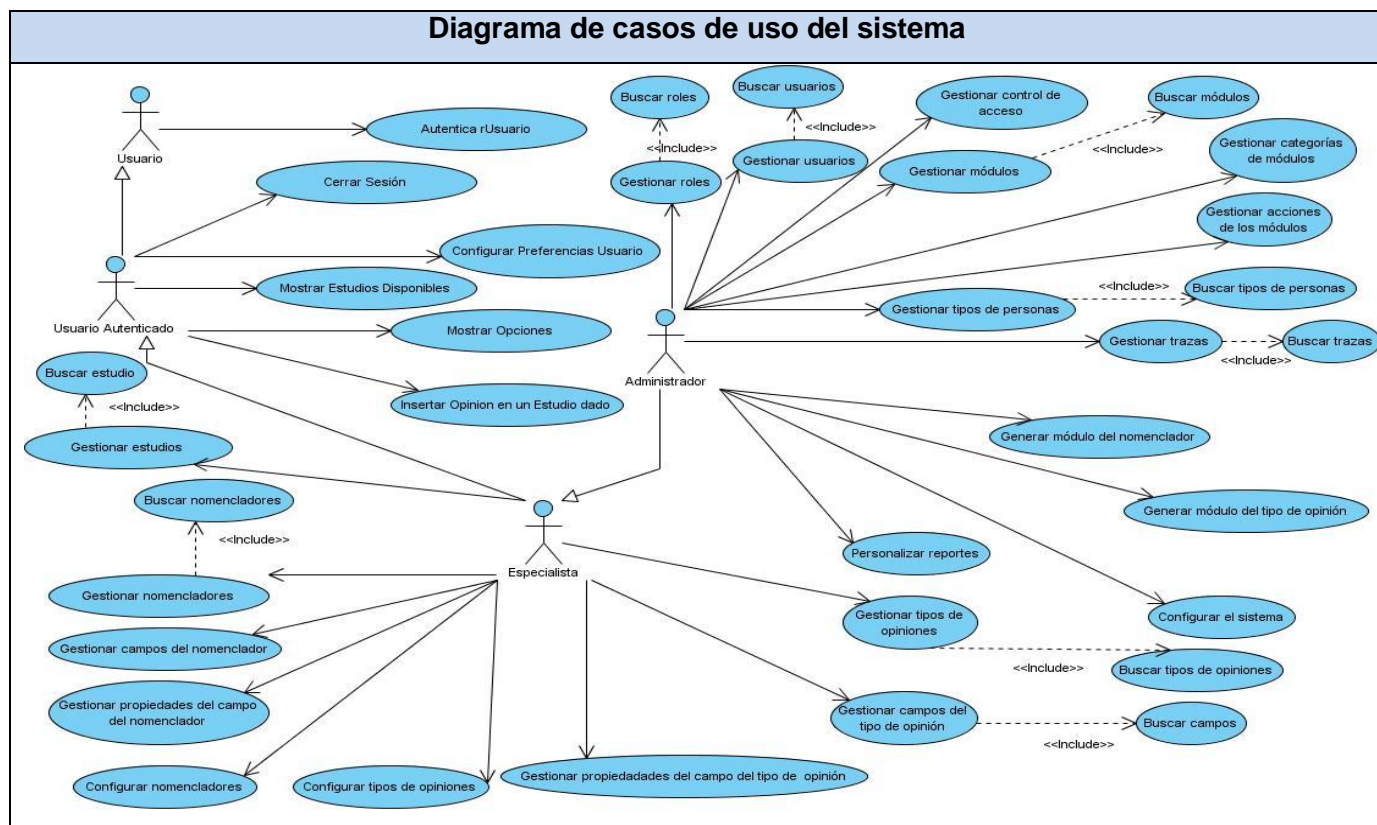 Diagrama de casos de uso del sistema
Usuario
Autentica rUsuario
Cerrar Sesión
Configurar Preferencias Usuario
Usuario Autenticado
Mostrar Estudios Disponibles
Mostrar Opciones
Insertar Opinion en un Estudio dado
Buscar estudio
<<Include>>
Gestionar estudios
Buscar nomencladores
<<Include>>
Gestionar nomencladores
Gestionar campos del nomenclador
Gestionar propiedades del campo
del nomenclador
Configurar nomencladores
Configurar tipos de opiniones
Gestionar propiedadades del campo del tipo de opinión
Especialista
Buscar roles
<<Include>>
Gestionar roles
Buscar usuarios
<<Include>>
Gestionar usuarios
Gestionar control de
acceso
Gestionar módulos
<<Include>>
Buscar módulos
Gestionar categorías
de módulos
Gestionar acciones
de los módulos
Gestionar tipos de personas
<<Include>>
Buscar tipos de personas
Gestionar trazas
<<Include>>
Buscar trazas
Administrador
Generar módulo del nomenclador
Generar módulo del tipo de opinión
Personalizar reportes
Configurar el sistema
Gestionar tipos de
opiniones
<<Include>>
Buscar tipos de opiniones
Gestionar campos del
tipo de opinión
<<Include>>
Buscar campos